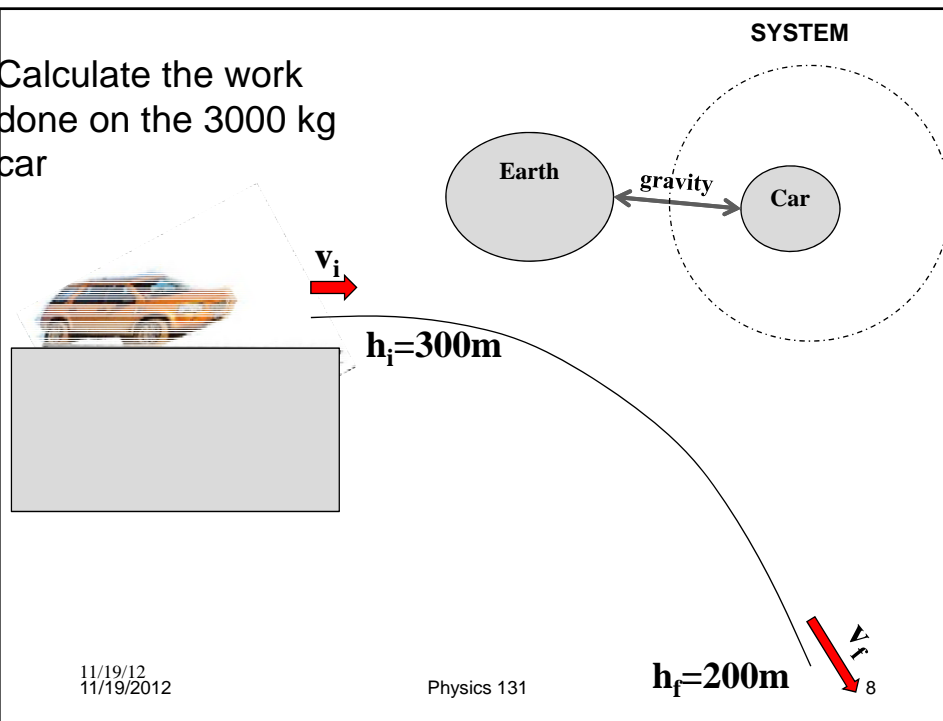 SYSTEM
Calculate the work
done on the 3000 kg
car
Earth
gravity
Car
vi
hi=300m
vf
hf=200m
11/19/12
11/19/2012
Physics 131
8